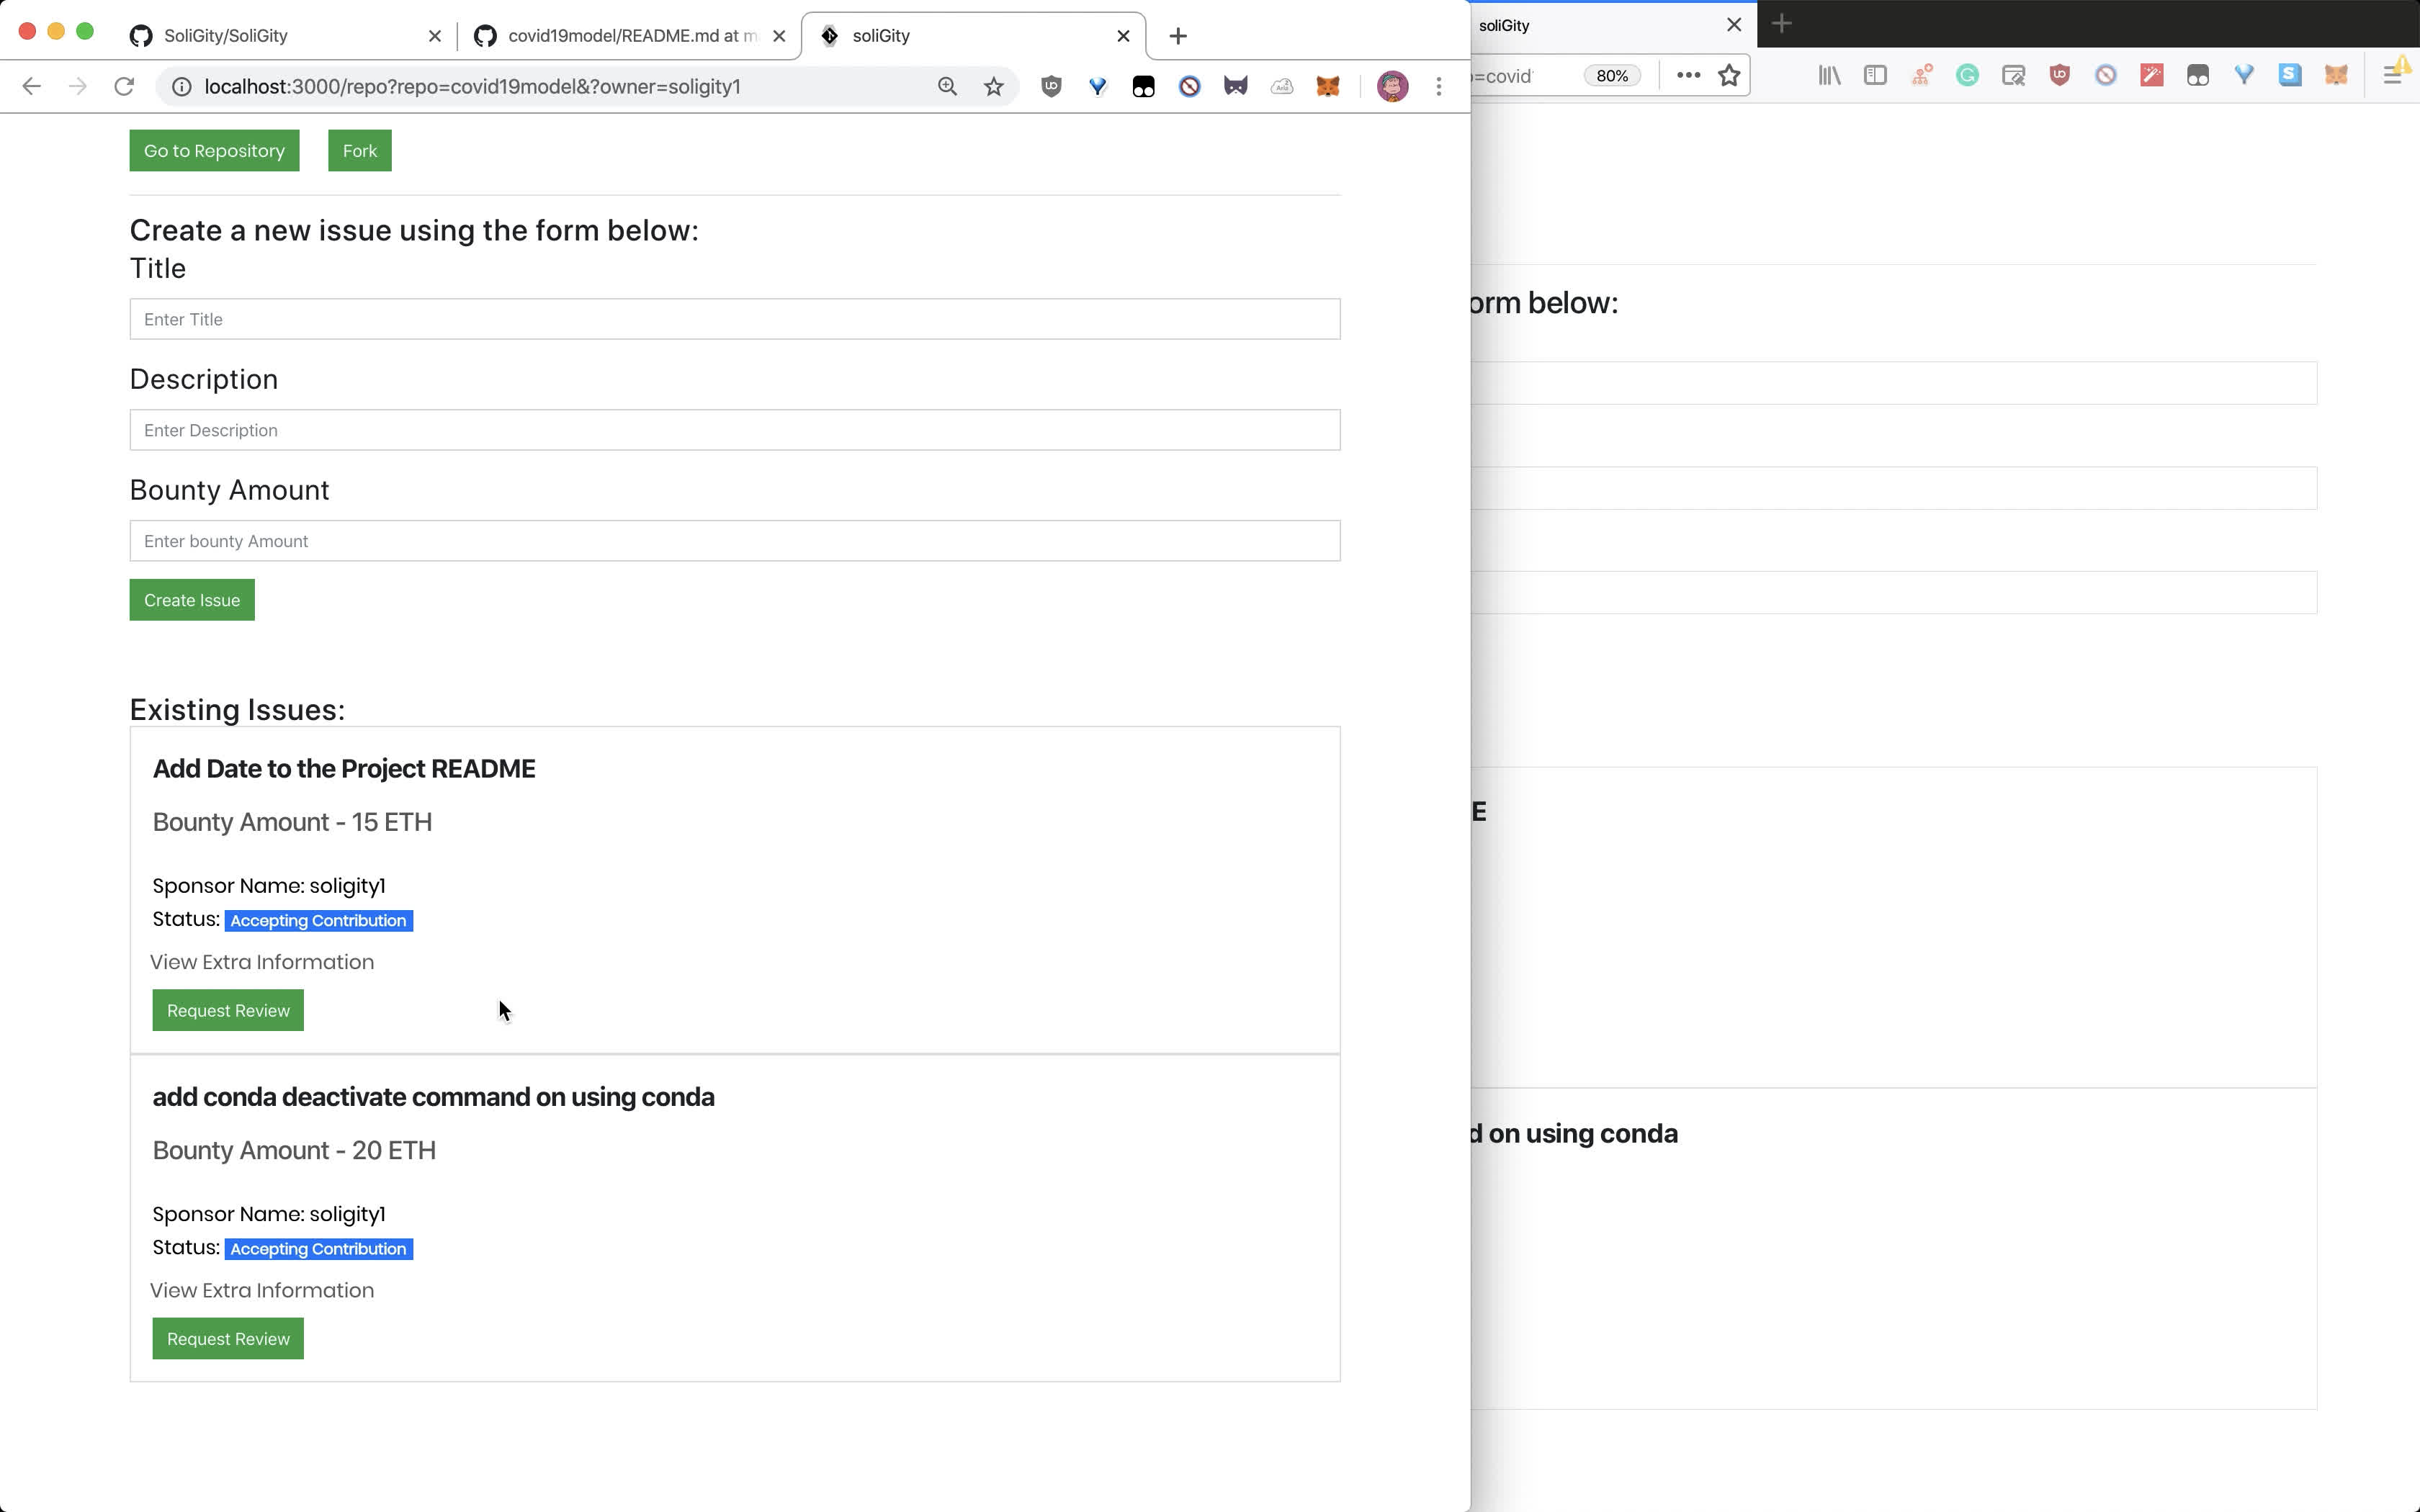 SoliGity/SoliGity
covid19model/README.md at m
soliGity
soliGity
localhost:3000/repo?repo=covid19model&?owner=soligity1
=covid
80%
Go to Repository
Fork
Create a new issue using the form below:
orm below:
Title
Enter Title
Description
Enter Description
Bounty Amount
Enter bounty Amount
Create Issue
Existing Issues:
Add Date to the Project README
E
Bounty Amount - 15 ETH
Sponsor Name: soligity1
Status: Accepting Contribution
View Extra Information
Request Review
add conda deactivate command on using conda
d on using conda
Bounty Amount - 20 ETH
Sponsor Name: soligity1
Status: Accepting Contribution
View Extra Information
Request Review